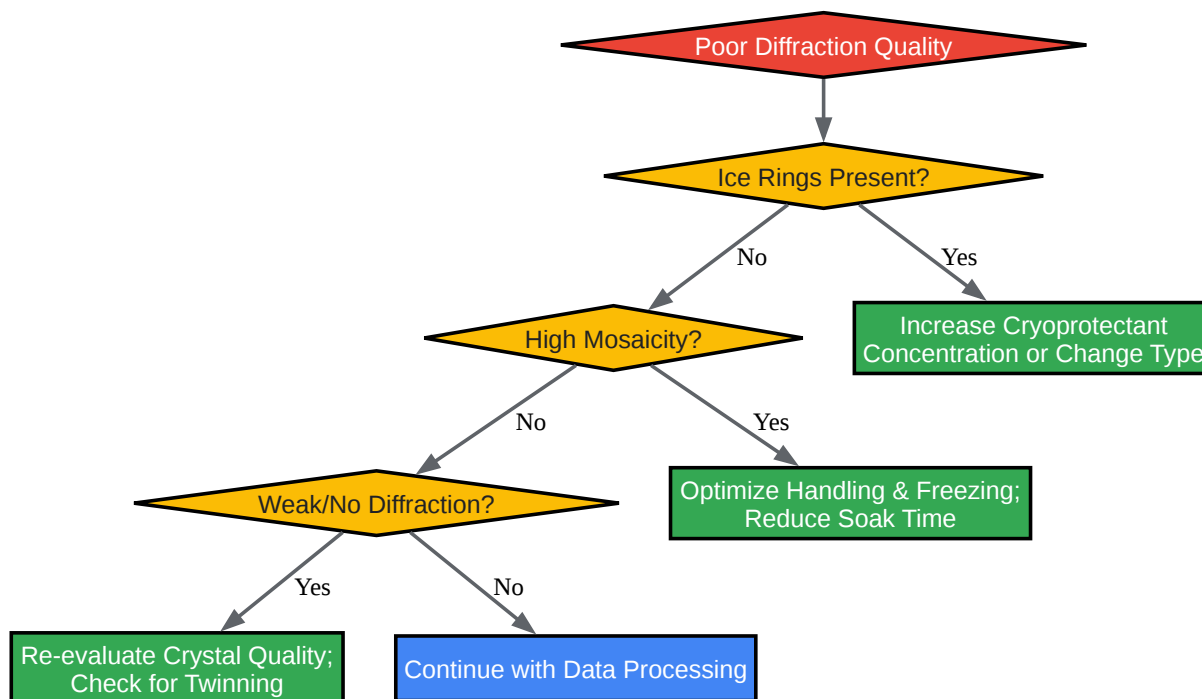 Poor Diffraction Quality
Ice Rings Present?
No
Yes
Increase Cryoprotectant
Concentration or Change Type
High Mosaicity?
No
Yes
Optimize Handling & Freezing;
Reduce Soak Time
Weak/No Diffraction?
Yes
No
Re-evaluate Crystal Quality;
Check for Twinning
Continue with Data Processing